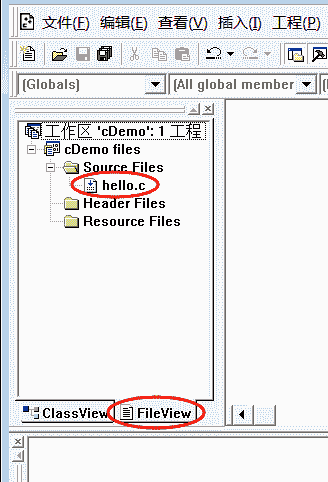 文件(F) 编辑(E) 查看(V) 插入(I) 工程(P)
(Globals) (All global member
工作区 'cDemo': 1 工程
cDemo files
Source Files
hello.c
Header Files
Resource Files
ClassView FileView